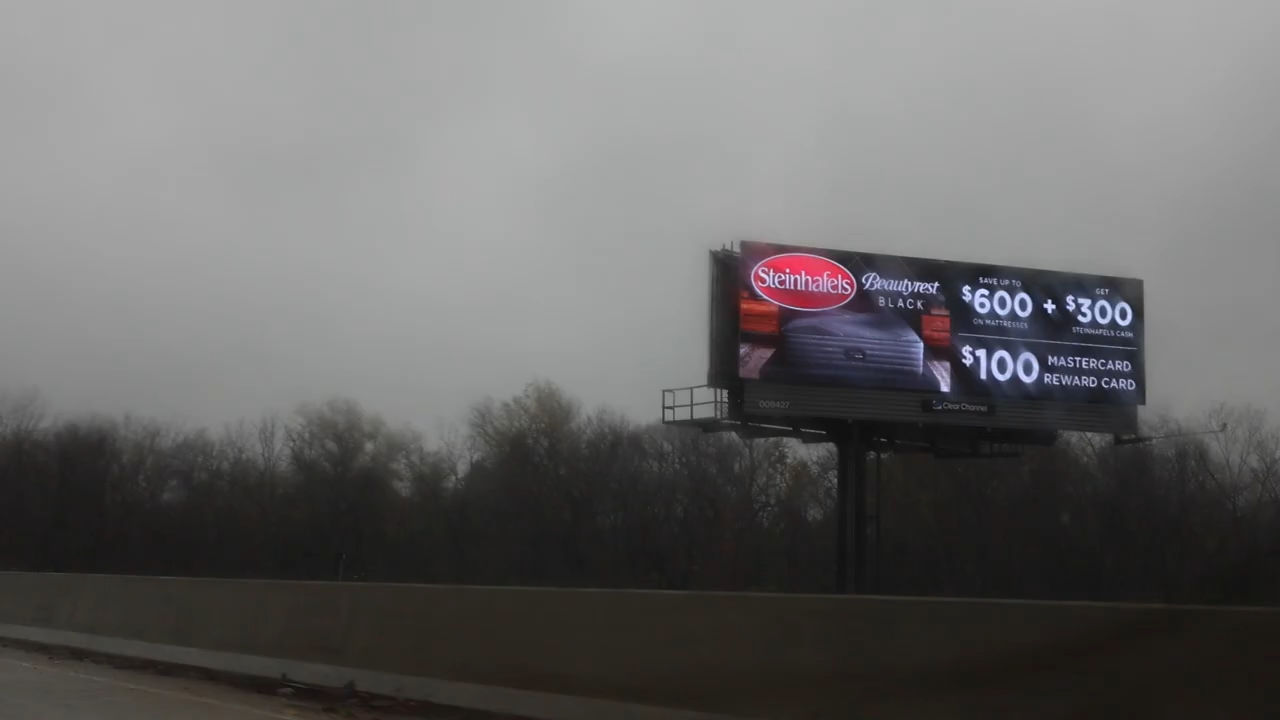 Steinhafels
Beautyrest
BLACK
SAVE UP TO
$600
ON MATTRESSES
+
GET
$300
STEINHAFELS CASH
$100
MASTERCARD
REWARD CARD
009427
Clear Channel